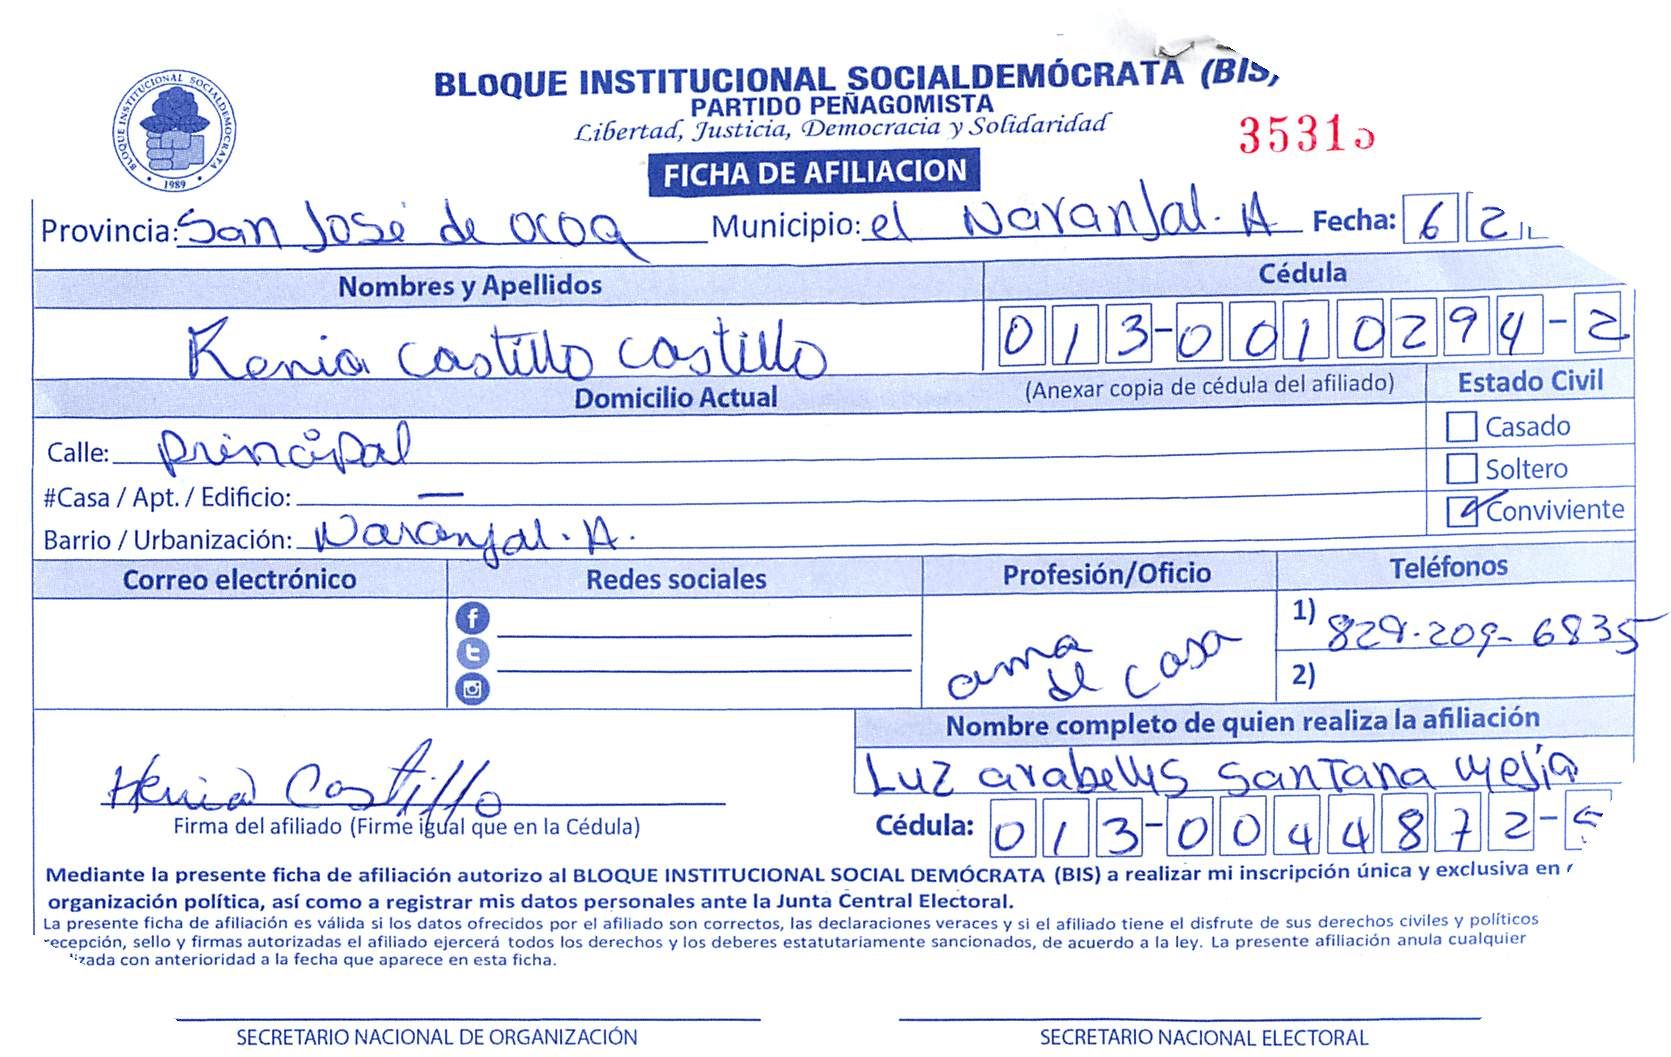 BLOQUE INSTITUCIONAL SOCIALDEMÓCRATA (BIS)
PARTIDO PEÑAGOMISTA
Libertad, Justicia, Democracia y Solidaridad
3531
FICHA DE AFILIACION
BLOQUE INSTITUCIONAL SOCIALDEMOCRATA
• 1989 •
Provincia: San José de Ocoa Municipio: el Naranjal. A Fecha: 6 2
Nombres y Apellidos Cédula
Kenia Castillo Castillo 013-0010294-2
Domicilio Actual (Anexar copia de cédula del afiliado) Estado Civil
Calle: Principal Casado
Soltero
#Casa / Apt. / Edificio: — Conviviente
Barrio / Urbanización: Naranjal. A.
Correo electrónico Redes sociales Profesión/Oficio Teléfonos
1) 829-209-6835
ama de casa
2)
Nombre completo de quien realiza la afiliación
Luz arabellys Santana Mejía
Kenia Castillo
Firma del afiliado (Firme igual que en la Cédula) Cédula: 013-0044872-
Mediante la presente ficha de afiliación autorizo al BLOQUE INSTITUCIONAL SOCIAL DEMÓCRATA (BIS) a realizar mi inscripción única y exclusiva en
organización política, así como a registrar mis datos personales ante la Junta Central Electoral.
La presente ficha de afiliación es válida si los datos ofrecidos por el afiliado son correctos, las declaraciones veraces y si el afiliado tiene el disfrute de sus derechos civiles y políticos
recepción, sello y firmas autorizadas el afiliado ejercerá todos los derechos y los deberes estatutariamente sancionados, de acuerdo a la ley. La presente afiliación anula cualquier
zada con anterioridad a la fecha que aparece en esta ficha.
SECRETARIO NACIONAL DE ORGANIZACIÓN SECRETARIO NACIONAL ELECTORAL